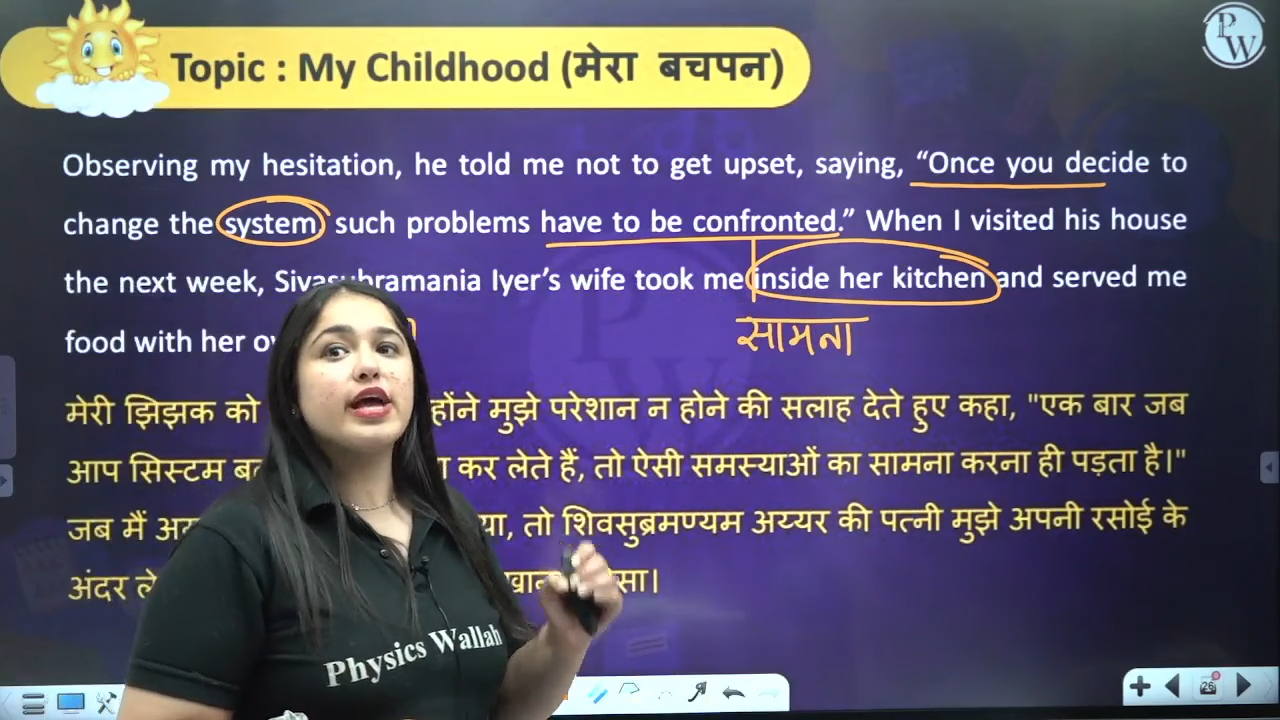 Topic : My Childhood (मेरा बचपन)
PW
Observing my hesitation, he told me not to get upset, saying, “Once you decide to
change the system such problems have to be confronted.” When I visited his house
the next week, Sivasubramania Iyer’s wife took me inside her kitchen and served me
food with her
सामना
मेरी झिझक को होंने मुझे परेशान न होने की सलाह देते हुए कहा, "एक बार जब
आप सिस्टम कर लेते हैं, तो ऐसी समस्याओं का सामना करना ही पड़ता है।"
जब मैं तो शिवसुब्रमण्यम अय्यर की पत्नी मुझे अपनी रसोई के
अंदर
Physics Wallah
26